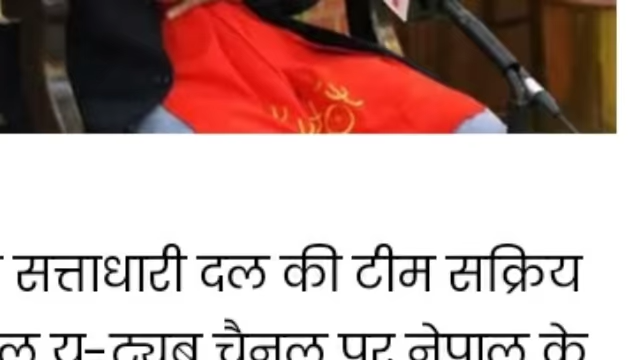 सत्ताधारी दल की टीम सक्रिय
यू-ट्यूब चैनल पर नेपाल के